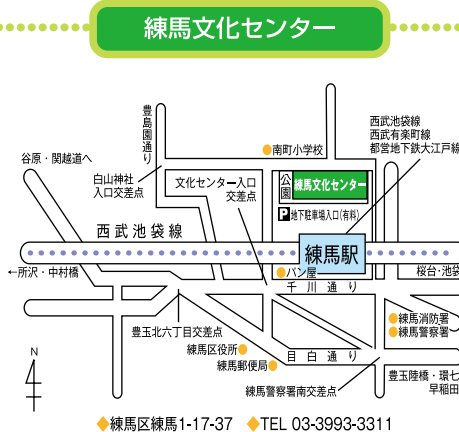 練馬文化センター
豊島園通り
西武池袋線
西武有楽町線
都営地下鉄大江戸線
南町小学校
谷原・関越道へ
白山神社
入口交差点
文化センター入口
交差点
公園
練馬文化センター
P地下駐車場入口(有料)
西武池袋線
練馬駅
←所沢・中村橋
パン屋
桜台・池袋
千川通り
練馬消防署
練馬警察署
豊玉北六丁目交差点
練馬区役所
目白通り
練馬郵便局
N
練馬警察署南交差点
豊玉陸橋・環七
早稲田
◆練馬区練馬1-17-37 ◆TEL 03-3993-3311